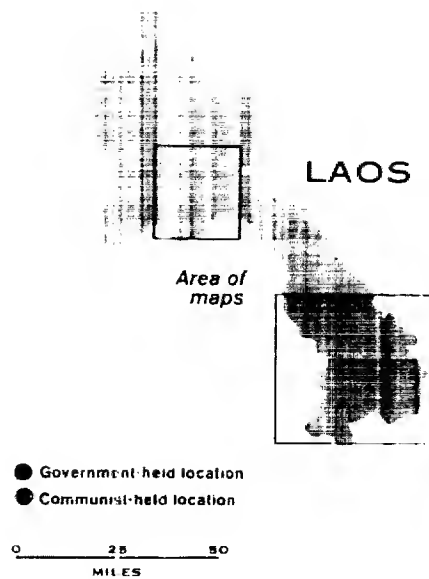 LAOS
Area of
maps
Government-held location
Communist-held location
0 25 50
MILES